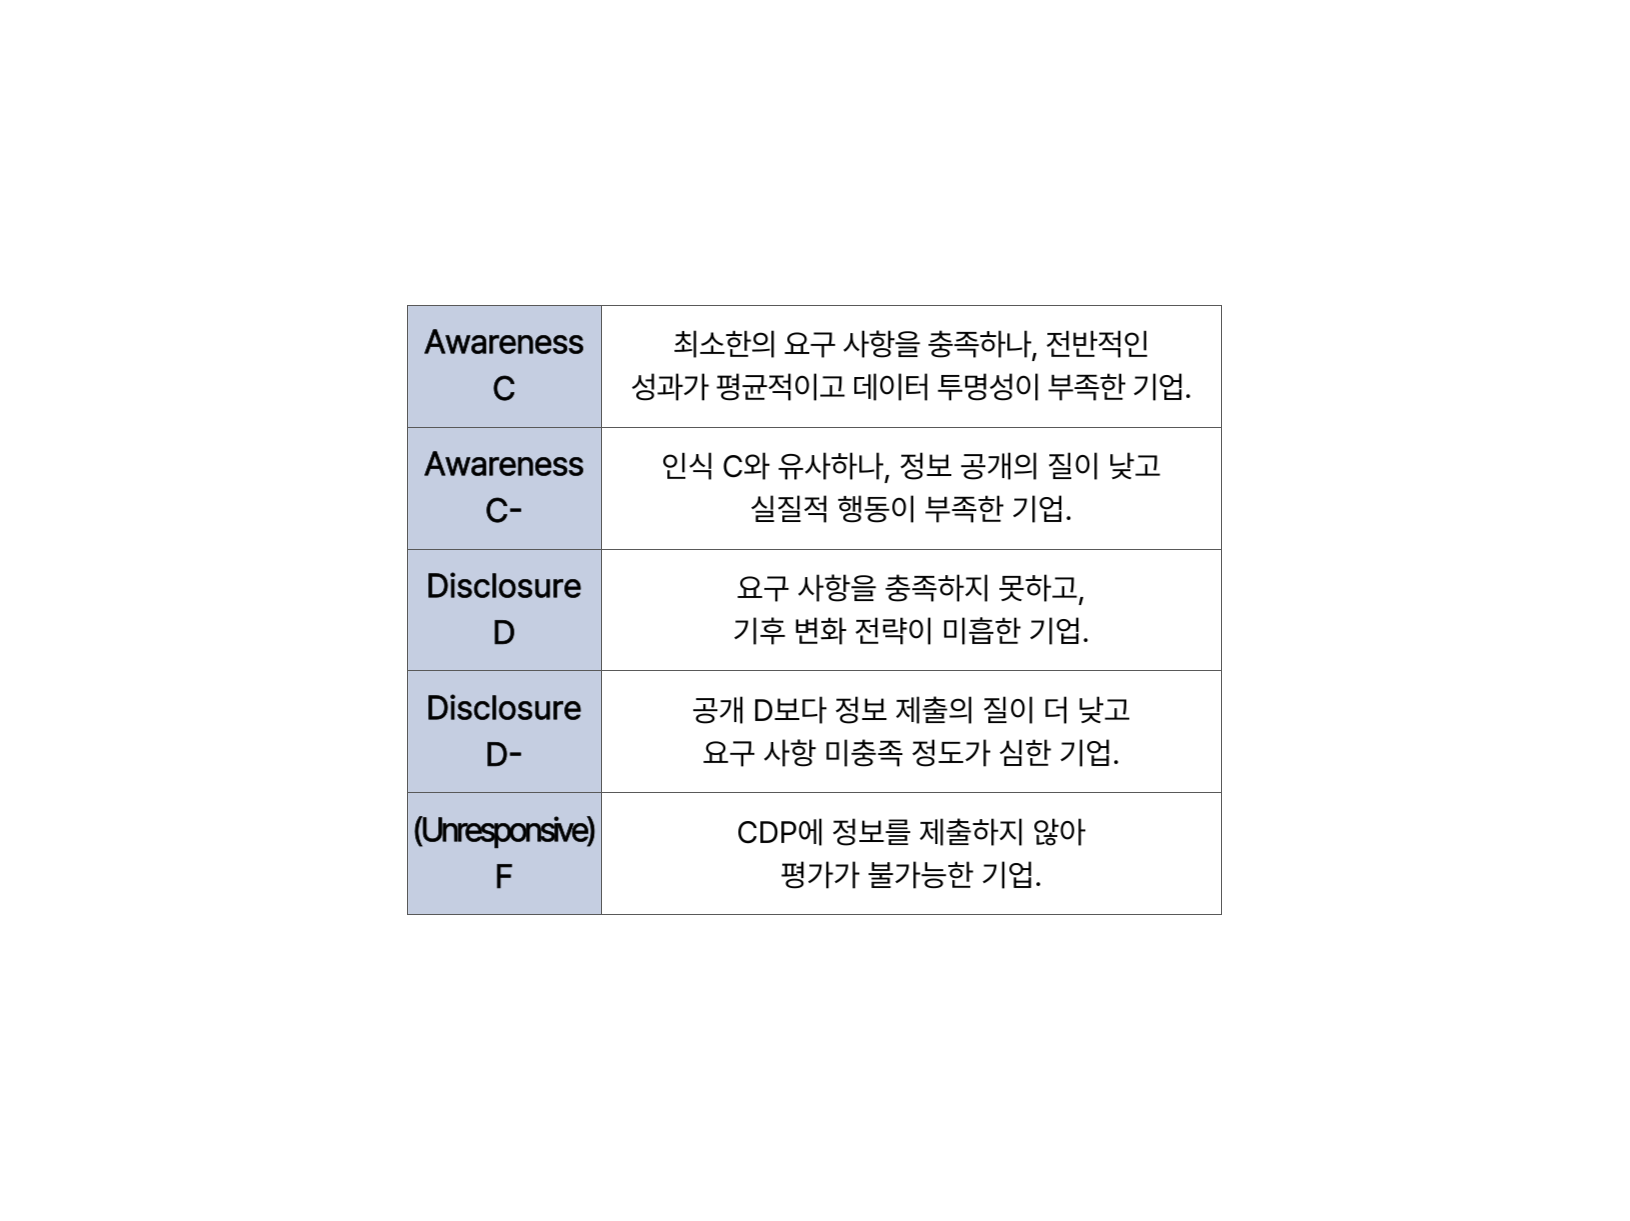 Awareness
C
최소한의 요구 사항을 충족하나, 전반적인
성과가 평균적이고 데이터 투명성이 부족한 기업.
Awareness
C-
인식 C와 유사하나, 정보 공개의 질이 낮고
실질적 행동이 부족한 기업.
Disclosure
D
요구 사항을 충족하지 못하고,
기후 변화 전략이 미흡한 기업.
Disclosure
D-
공개 D보다 정보 제출의 질이 더 낮고
요구 사항 미충족 정도가 심한 기업.
(Unresponsive)
F
CDP에 정보를 제출하지 않아
평가가 불가능한 기업.